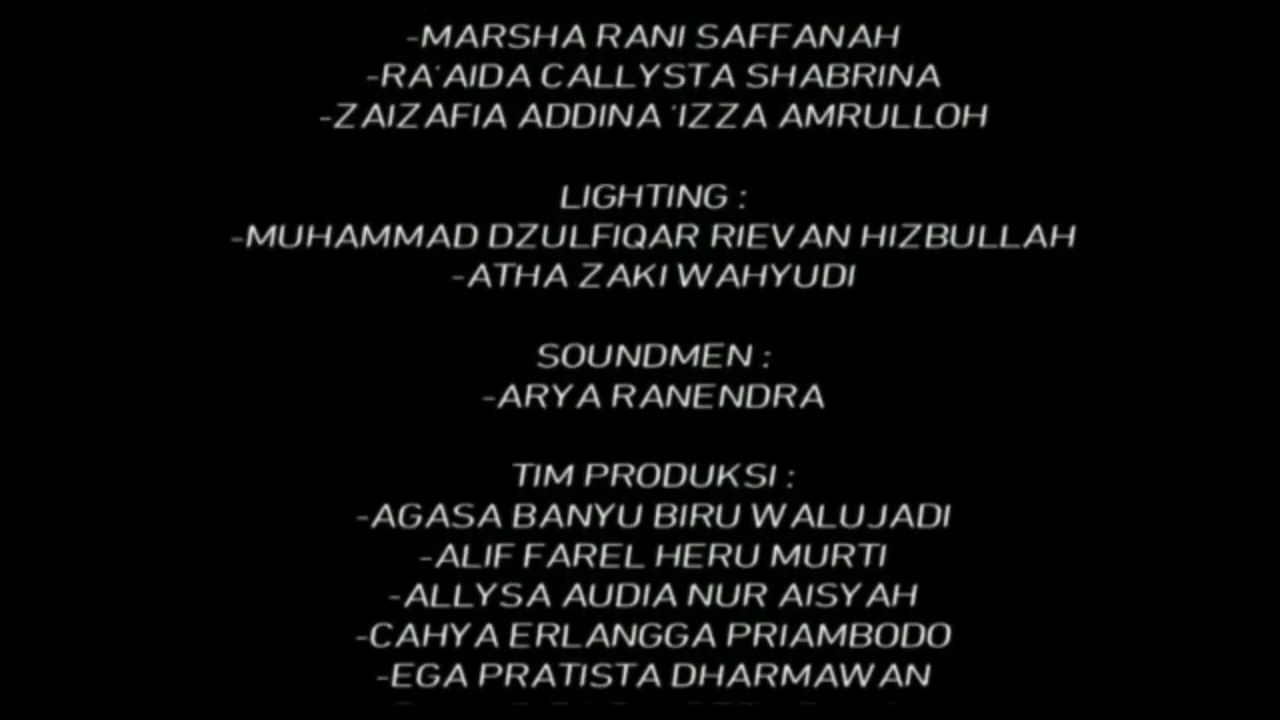 -MARSHA RANI SAFFANAH
-RA'AIDA CALLYSTA SHABRINA
-ZAIZAFIA ADDINA 'IZZA AMRULLOH
LIGHTING :
-MUHAMMAD DZULFIQAR RIEVAN HIZBULLAH
-ATHA ZAKI WAHYUDI
SOUNDMEN :
-ARYA RANENDRA
TIM PRODUKSI :
-AGASA BANYU BIRU WALUJADI
-ALIF FAREL HERU MURTI
-ALLYSA AUDIA NUR AISYAH
-CAHYA ERLANGGA PRIAMBODO
-EGA PRATISTA DHARMAWAN